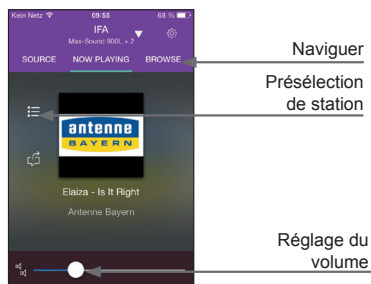 Kein Netz 09:55 68 %
IFA
Max-Sound 900L + 2
SOURCE NOW PLAYING BROWSE
antenne
BAYERN
Elaiza - Is It Right
Antenne Bayern
Naviguer
Présélection
de station
Réglage du
volume